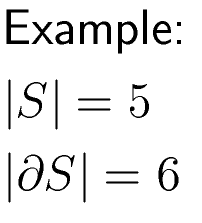 Example:
|S| = 5
|∂S| = 6